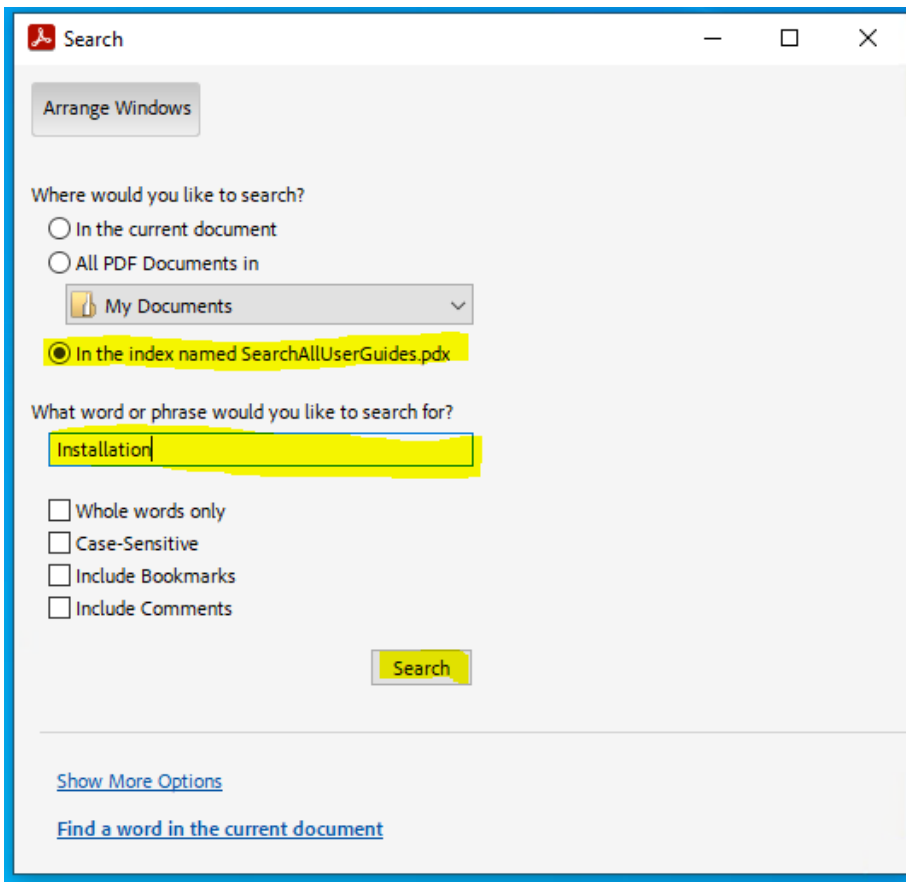 Search
Arrange Windows
Where would you like to search?
In the current document
All PDF Documents in
My Documents
In the index named SearchAllUserGuides.pdx
What word or phrase would you like to search for?
Installation
Whole words only
Case-Sensitive
Include Bookmarks
Include Comments
Search
Show More Options
Find a word in the current document